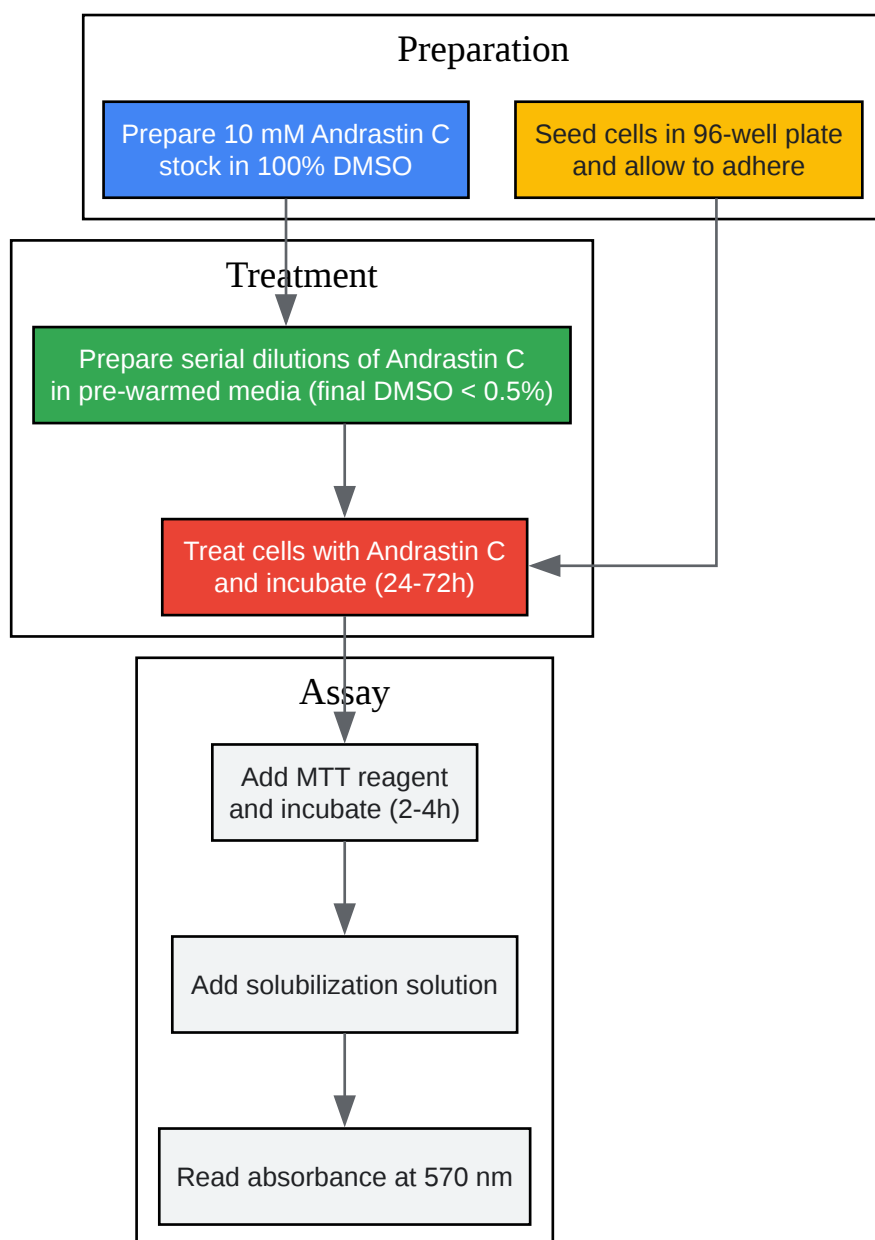 Preparation
Prepare 10 mM Andrastin C
stock in 100% DMSO
Seed cells in 96-well plate
and allow to adhere
Treatment
Prepare serial dilutions of Andrastin C
in pre-warmed media (final DMSO < 0.5%)
Treat cells with Andrastin C
and incubate (24-72h)
Assay
Add MTT reagent
and incubate (2-4h)
Add solubilization solution
Read absorbance at 570 nm